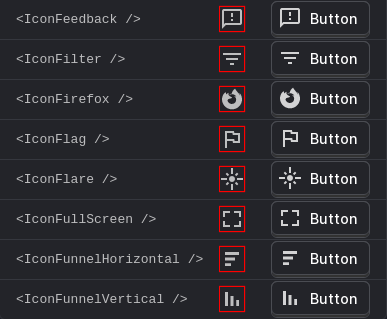 <IconFeedback /> Button
<IconFilter /> Button
<IconFirefox /> Button
<IconFlag /> Button
<IconFlare /> Button
<IconFullScreen /> Button
<IconFunnelHorizontal /> Button
<IconFunnelVertical /> Button